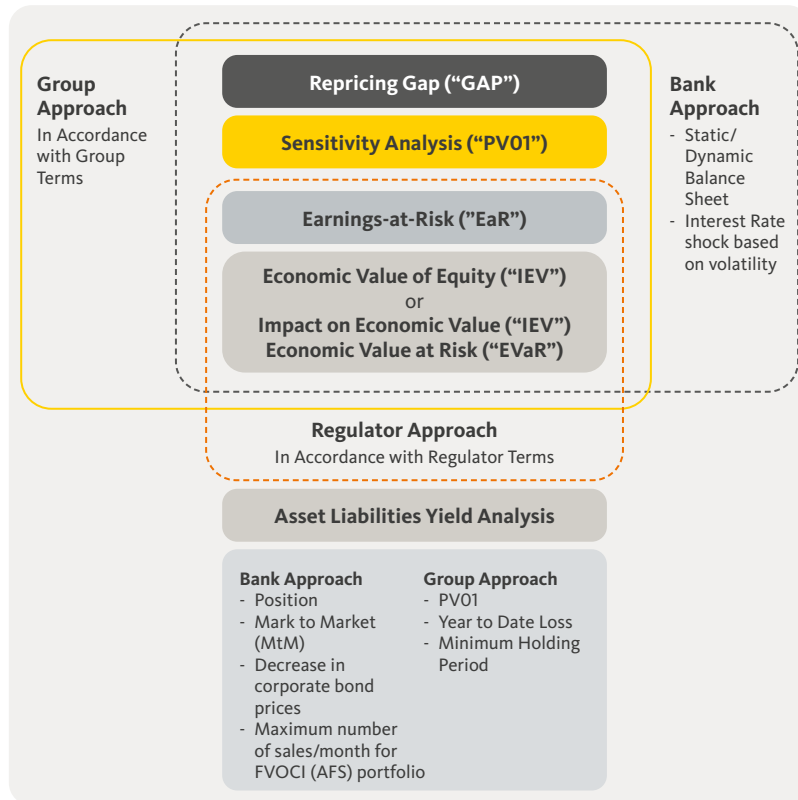 Group
Approach
In Accordance
with Group
Terms
Repricing Gap (“GAP”)
Sensitivity Analysis (“PV01”)
Earnings-at-Risk (”EaR”)
Economic Value of Equity (“IEV”)
or
Impact on Economic Value (“IEV”)
Economic Value at Risk (“EVaR”)
Bank
Approach
- Static/
Dynamic
Balance
Sheet
- Interest Rate
shock based
on volatility
Regulator Approach
In Accordance with Regulator Terms
Asset Liabilities Yield Analysis
Bank Approach
- Position
- Mark to Market
(MtM)
- Decrease in
corporate bond
prices
- Maximum number
of sales/month for
FVOCI (AFS) portfolio
Group Approach
- PV01
- Year to Date Loss
- Minimum Holding
Period